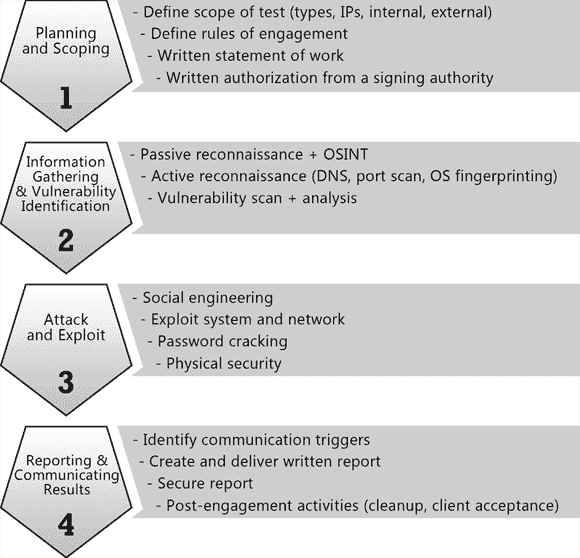 Planning
and Scoping
1
- Define scope of test (types, IPs, internal, external)
- Define rules of engagement
- Written statement of work
- Written authorization from a signing authority
Information
Gathering
& Vulnerability
Identification
2
- Passive reconnaissance + OSINT
- Active reconnaissance (DNS, port scan, OS fingerprinting)
- Vulnerability scan + analysis
Attack
and Exploit
3
- Social engineering
- Exploit system and network
- Password cracking
- Physical security
Reporting &
Communicating
Results
4
- Identify communication triggers
- Create and deliver written report
- Secure report
- Post-engagement activities (cleanup, client acceptance)